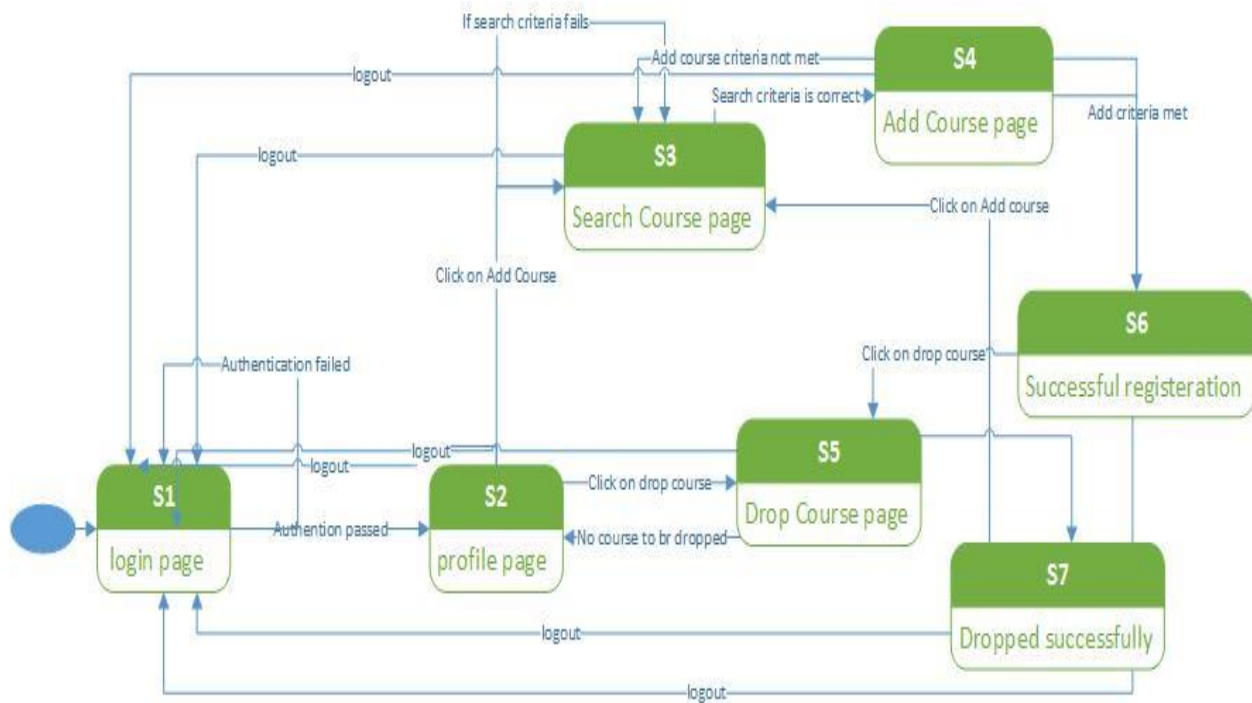 If search criteria fails
Add course criteria not met
S4
logout
Search criteria is correct
Add Course page
Add criteria met
logout
S3
Search Course page
Click on Add course
Click on Add Course
S6
Authentication failed
Click on drop course
Successful registeration
logout
logout
S1
S2
Click on drop course
S5
Drop Course page
login page
Authention passed
profile page
No course to br dropped
S7
logout
Dropped successfully
logout